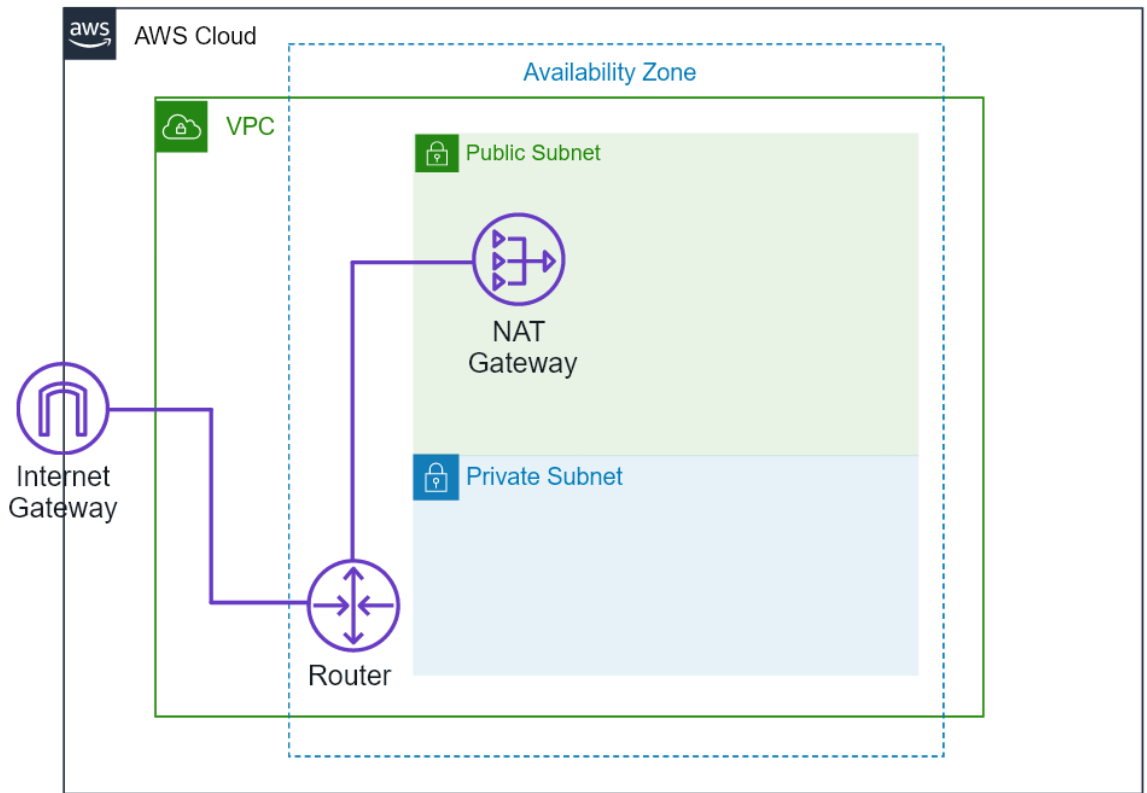 aws
AWS Cloud
Availability Zone
VPC
Public Subnet
NAT
Gateway
Internet
Gateway
Private Subnet
Router